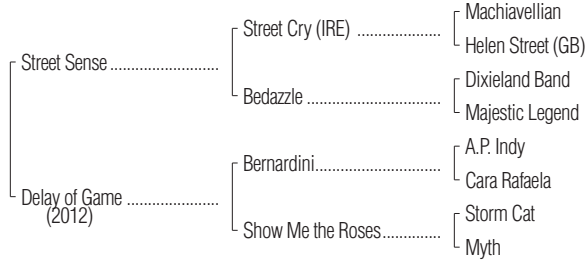 Machiavellian
Street Cry (IRE) ..................
Helen Street (GB)
Street Sense ........................
Dixieland Band
Bedazzle .............................
Majestic Legend
A.P. Indy
Bernardini...........................
Cara Rafaela
Delay of Game ....................
(2012)
Storm Cat
Show Me the Roses.............
Myth